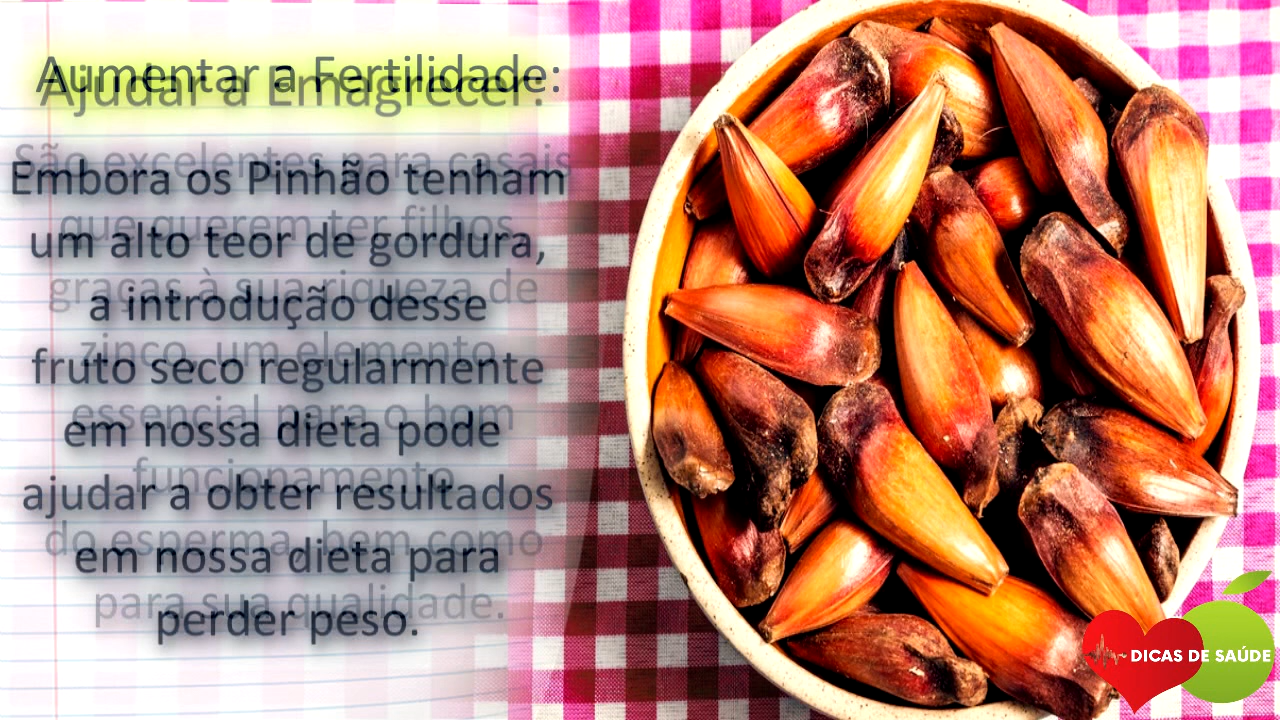 Aumentar a Fertilidade:
Ajudar a Emagrecer:
São excelentes para casais
Embora os Pinhão tenham
que querem ter filhos
um alto teor de gordura,
graças à sua riqueza de
a introdução desse
zinco, um elemento
fruto seco regularmente
essencial para o bom
em nossa dieta pode
funcionamento
ajudar a obter resultados
do esperma, bem como
em nossa dieta para
para sua qualidade.
perder peso.
DICAS DE SAÚDE